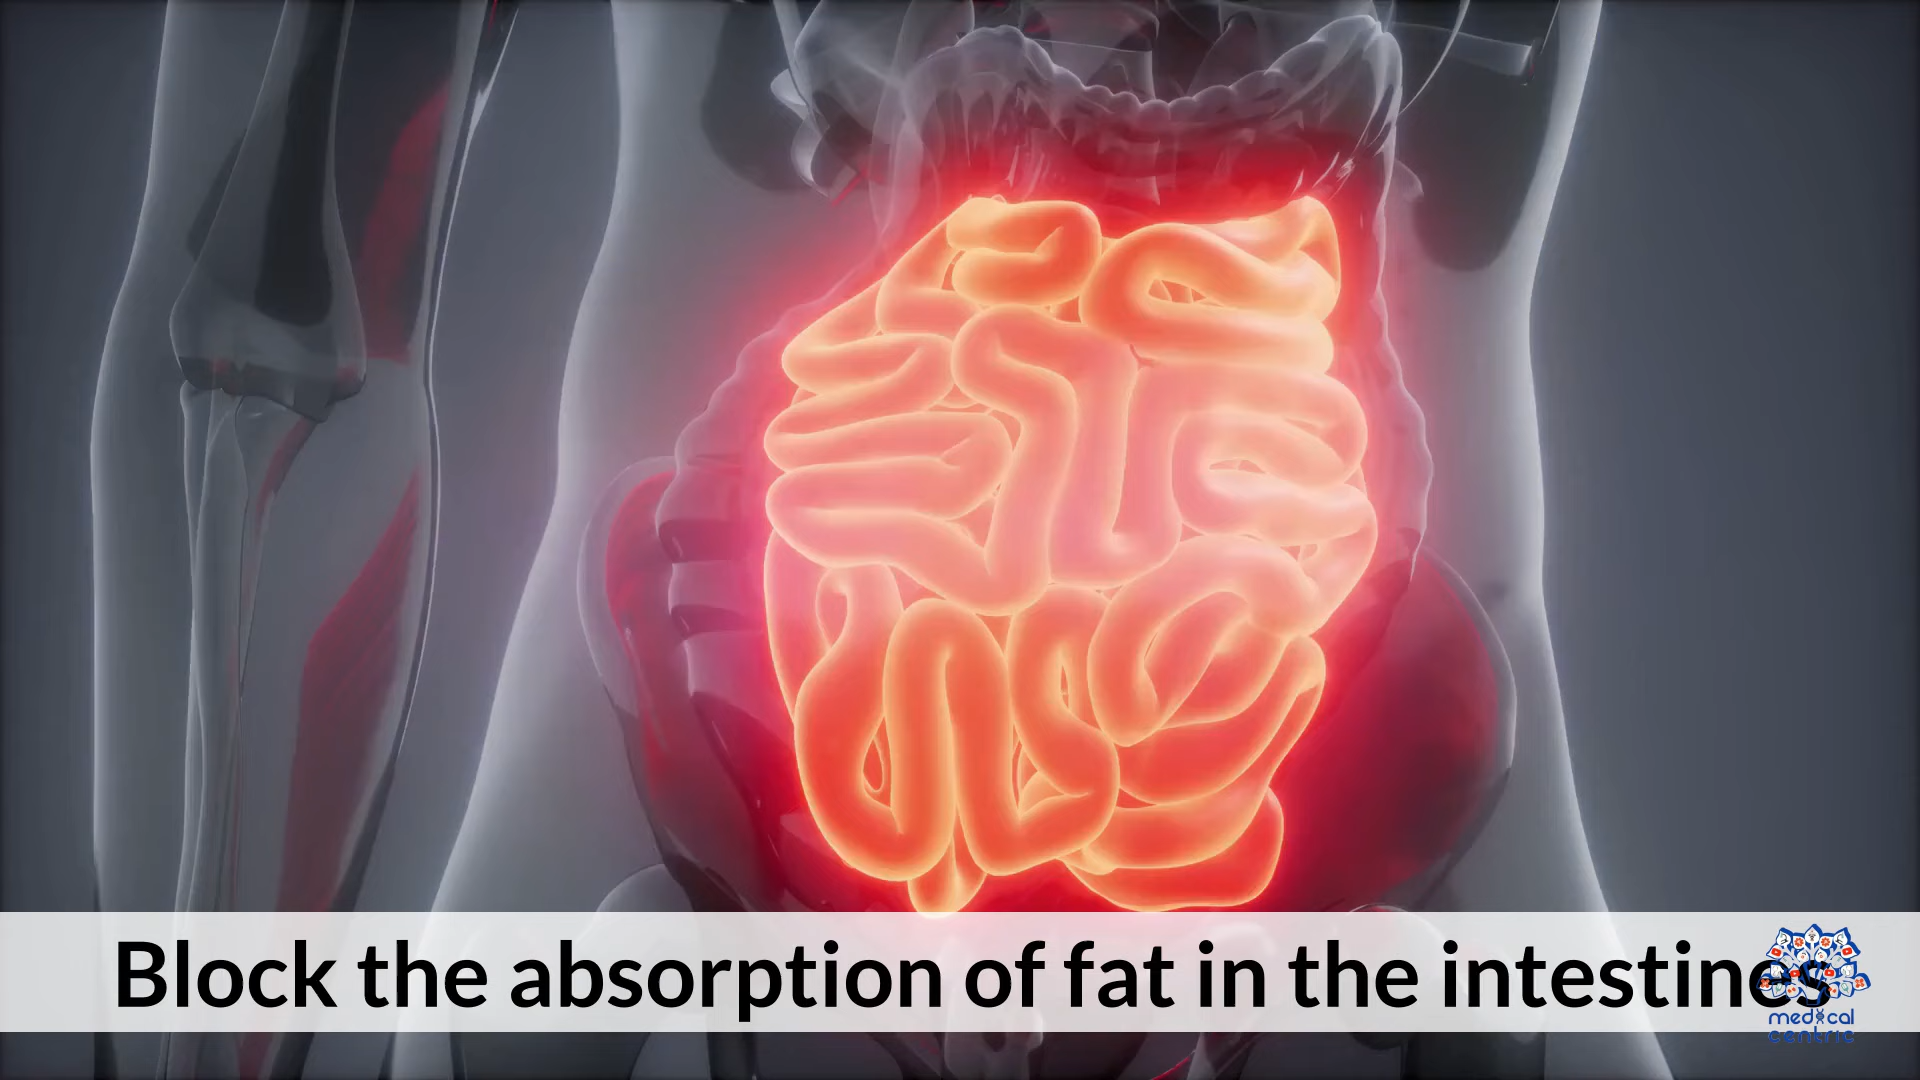 Block the absorption of fat in the intestines
medical
centric